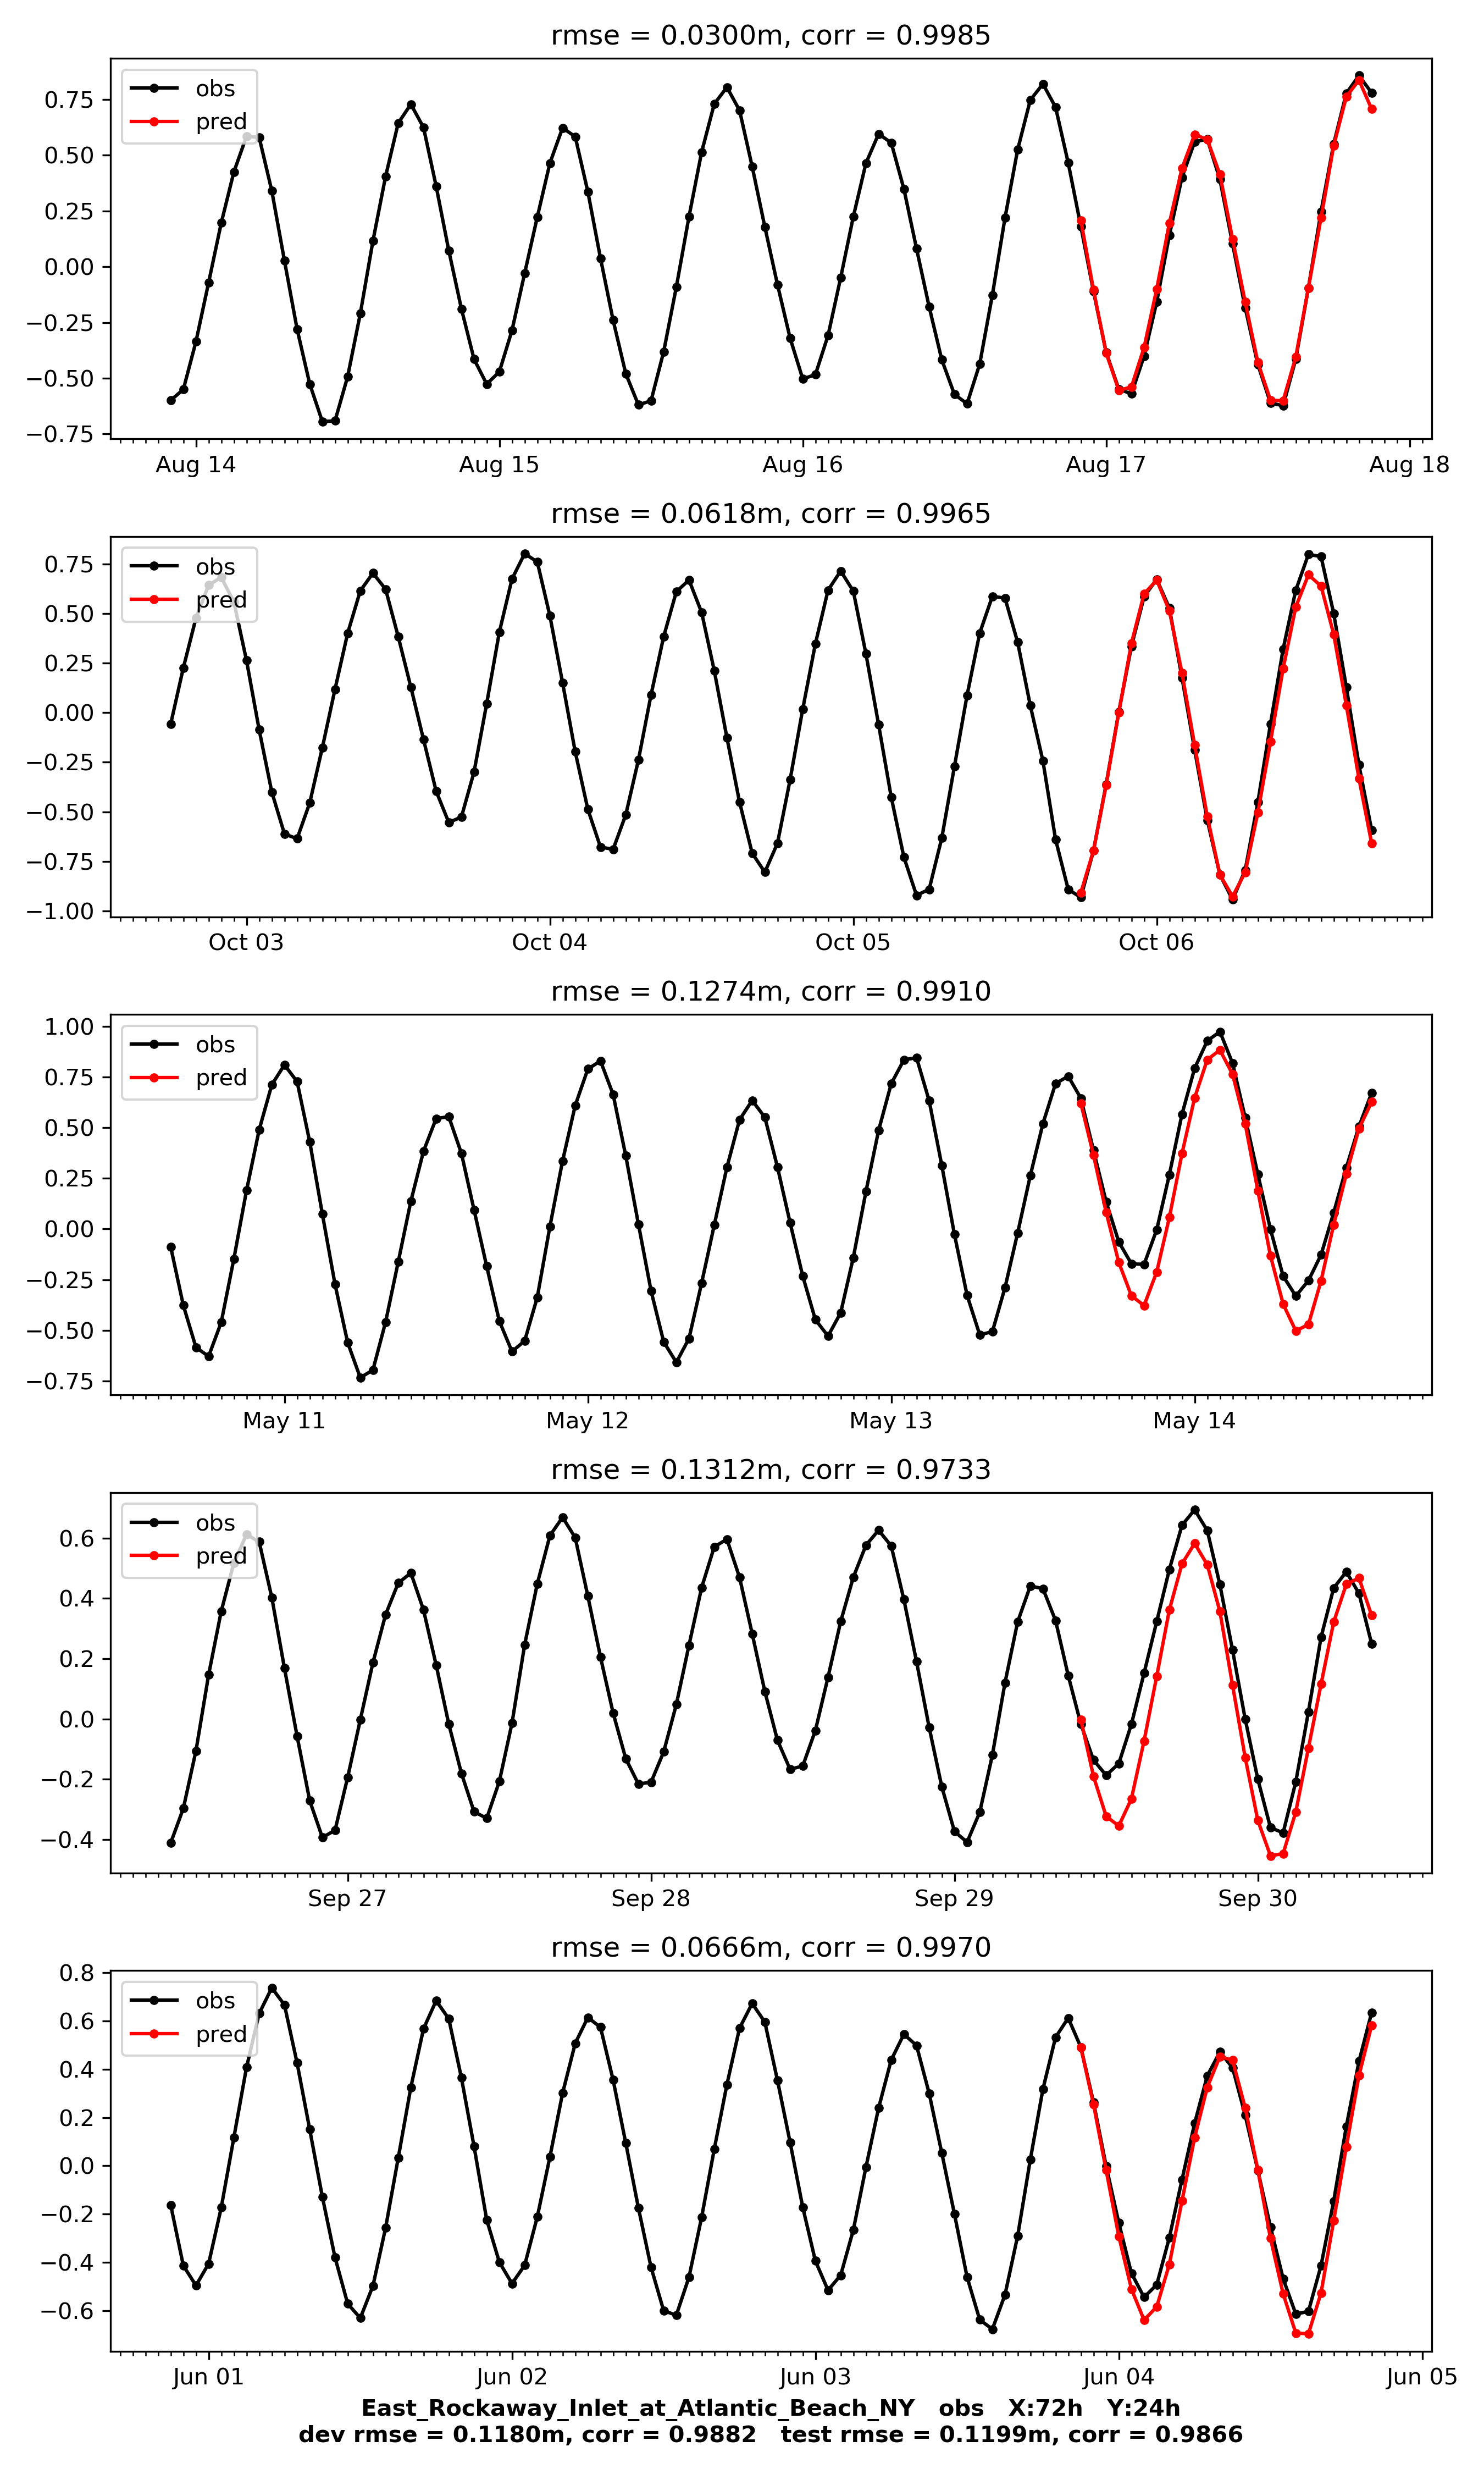 rmse = 0.0300m, corr = 0.9985
obs
pred
0.75
0.50
0.25
0.00
−0.25
−0.50
−0.75
Aug 14 Aug 15 Aug 16 Aug 17 Aug 18
rmse = 0.0618m, corr = 0.9965
obs
pred
0.75
0.50
0.25
0.00
−0.25
−0.50
−0.75
−1.00
Oct 03 Oct 04 Oct 05 Oct 06
rmse = 0.1274m, corr = 0.9910
obs
pred
1.00
0.75
0.50
0.25
0.00
−0.25
−0.50
−0.75
May 11 May 12 May 13 May 14
rmse = 0.1312m, corr = 0.9733
obs
pred
0.6
0.4
0.2
0.0
−0.2
−0.4
Sep 27 Sep 28 Sep 29 Sep 30
rmse = 0.0666m, corr = 0.9970
obs
pred
0.8
0.6
0.4
0.2
0.0
−0.2
−0.4
−0.6
Jun 01 Jun 02 Jun 03 Jun 04 Jun 05
East_Rockaway_Inlet_at_Atlantic_Beach_NY obs X:72h Y:24h
dev rmse = 0.1180m, corr = 0.9882 test rmse = 0.1199m, corr = 0.9866